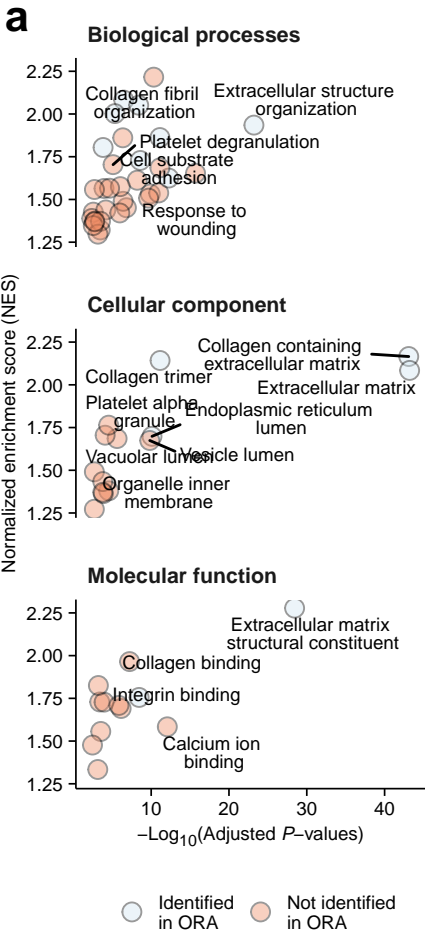 a
Biological processes
2.25
2.00
1.75
1.50
1.25
Collagen fibril
organization
Extracellular structure
organization
Platelet degranulation
Cell substrate
adhesion
Response to
wounding
Normalized enrichment score (NES)
Cellular component
2.25
2.00
1.75
1.50
1.25
Collagen containing
extracellular matrix
Collagen trimer
Extracellular matrix
Platelet alpha
granule
Endoplasmic reticulum
lumen
Vacuolar lumen
Vesicle lumen
Organelle inner
membrane
Molecular function
2.25
2.00
1.75
1.50
1.25
Extracellular matrix
structural constituent
Collagen binding
Integrin binding
Calcium ion
binding
10
20
30
40
−Log10(Adjusted P−values)
Identified
in ORA
Not identified
in ORA